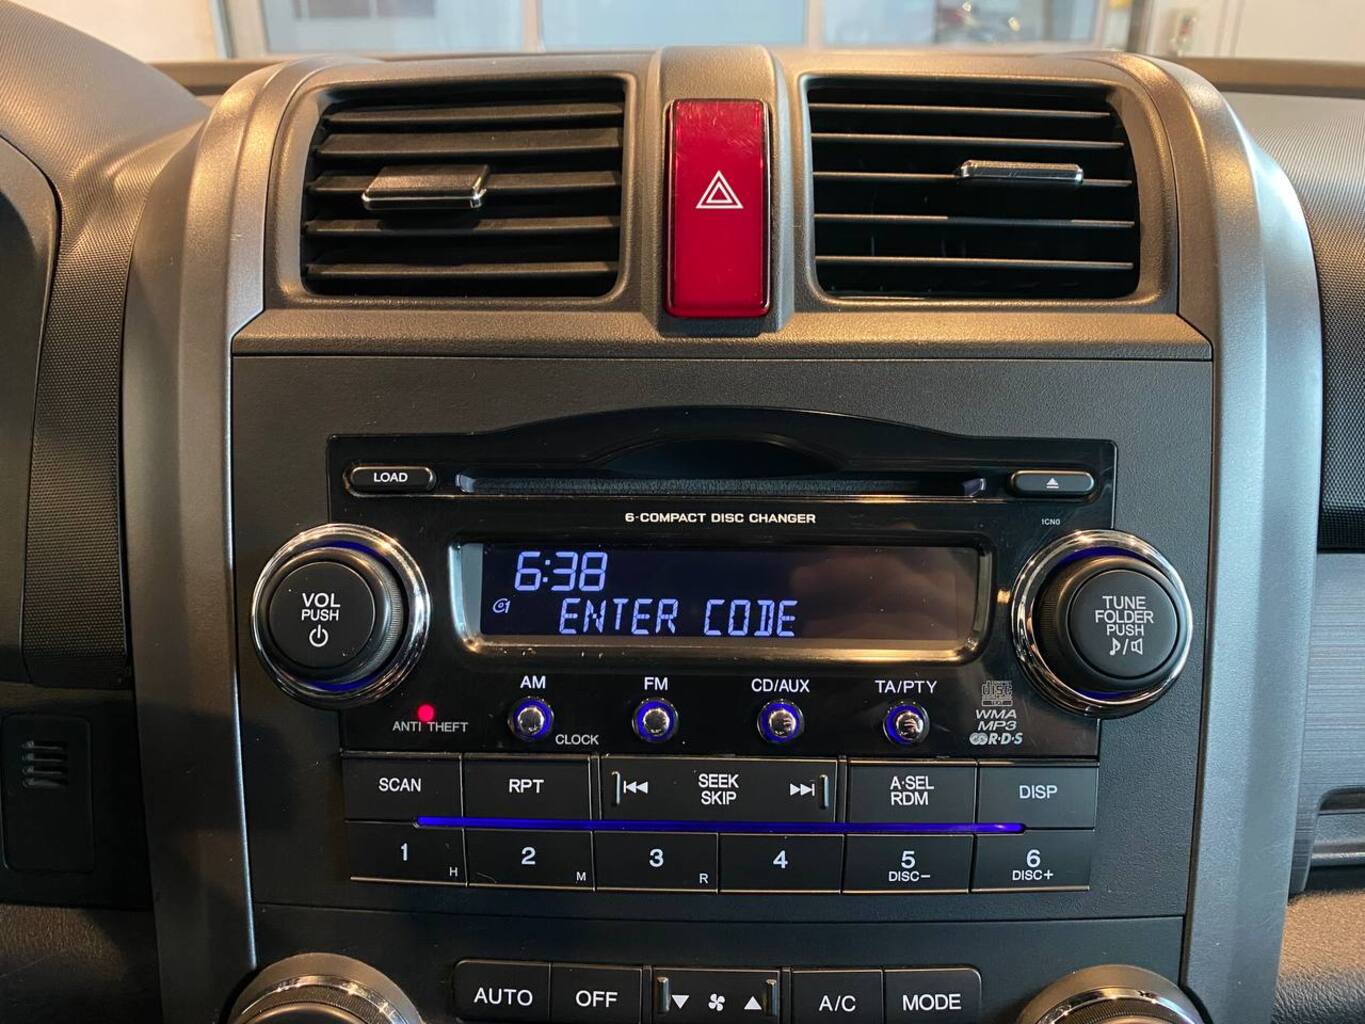 LOAD
6-COMPACT DISC CHANGER
1CN0
6:38
ENTER CODE
VOL
PUSH
TUNE
FOLDER
PUSH
AM
FM
CD/AUX
TA/PTY
ANTI THEFT
CLOCK
disc
TEXT
WMA
MP3
R·D·S
SCAN
RPT
SEEK
SKIP
A·SEL
RDM
DISP
1 H
2 M
3 R
4
5
DISC−
6
DISC+
AUTO
OFF
A/C
MODE